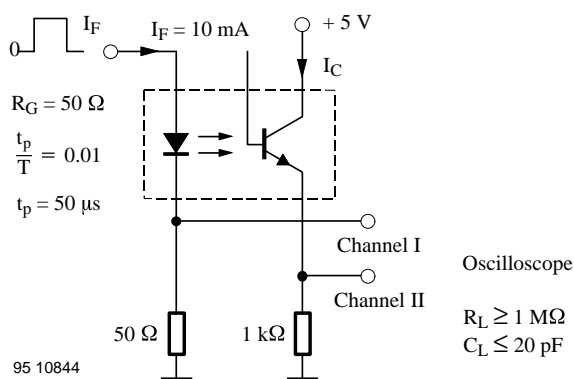 0
I_F
I_F = 10 mA
+ 5 V
I_C
R_G = 50 Ω
t_p
T
= 0.01
t_p = 50 μs
Channel I
Channel II
Oscilloscope
R_L ≥ 1 MΩ
C_L ≤ 20 pF
50 Ω
1 kΩ
95 10844